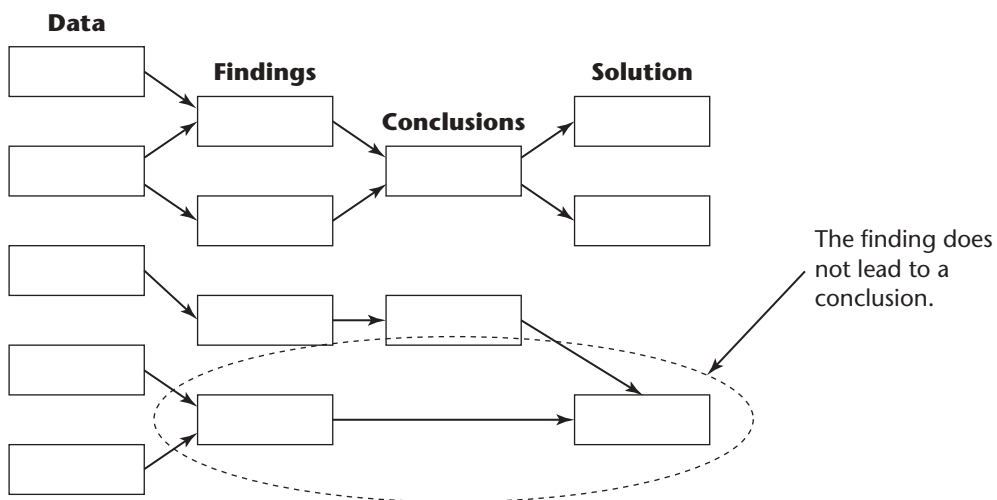 Data
Findings
Solution
Conclusions
The finding does
not lead to a
conclusion.